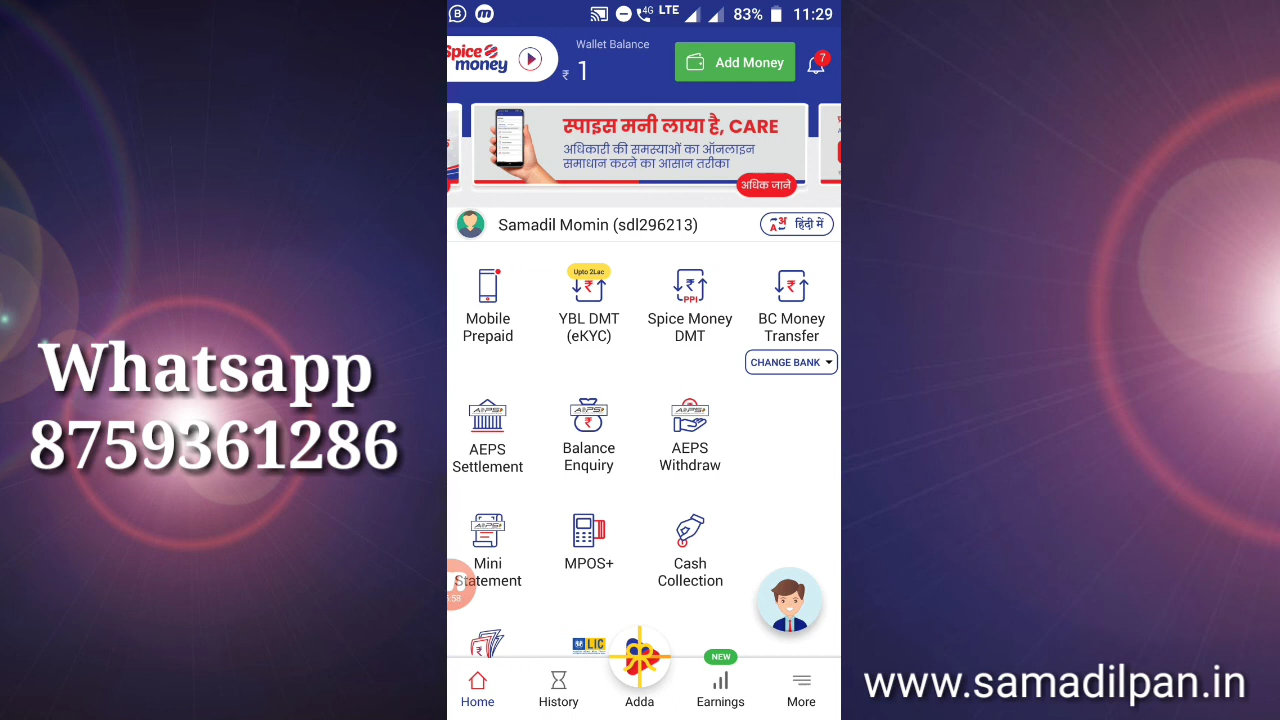 4G LTE 83% 11:29
Spice money
Wallet Balance
₹ 1
Add Money
7
स्पाइस मनी लाया है, CARE
अधिकारी की समस्याओं का ऑनलाइन
समाधान करने का आसान तरीका
अधिक जाने
Samadil Momin (sdl296213)
हिंदी में
Upto 2Lac
PPI
Mobile Prepaid
YBL DMT (eKYC)
Spice Money DMT
BC Money Transfer
CHANGE BANK
AEPS Settlement
Balance Enquiry
AEPS Withdraw
Mini Statement
MPOS+
Cash Collection
LIC
NEW
Home
History
Adda
Earnings
More
Whatsapp
8759361286
www.samadilpan.in